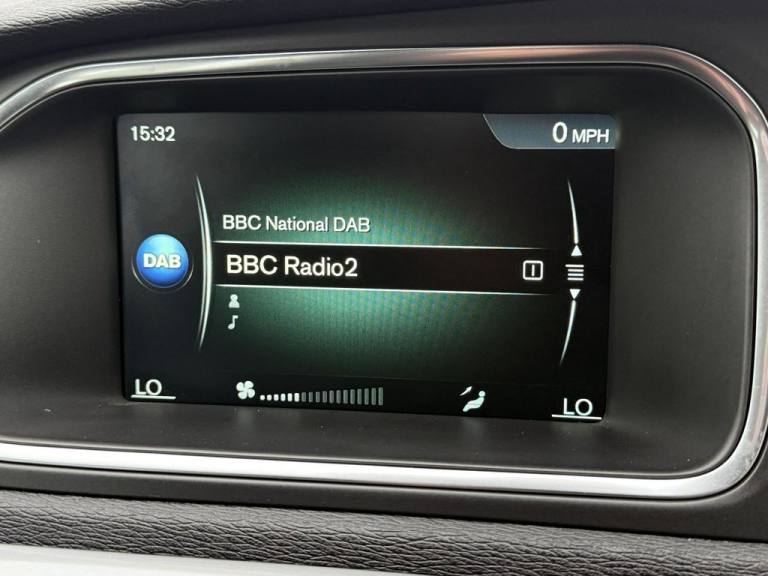 15:32
0 MPH
BBC National DAB
DAB
BBC Radio2
LO
LO